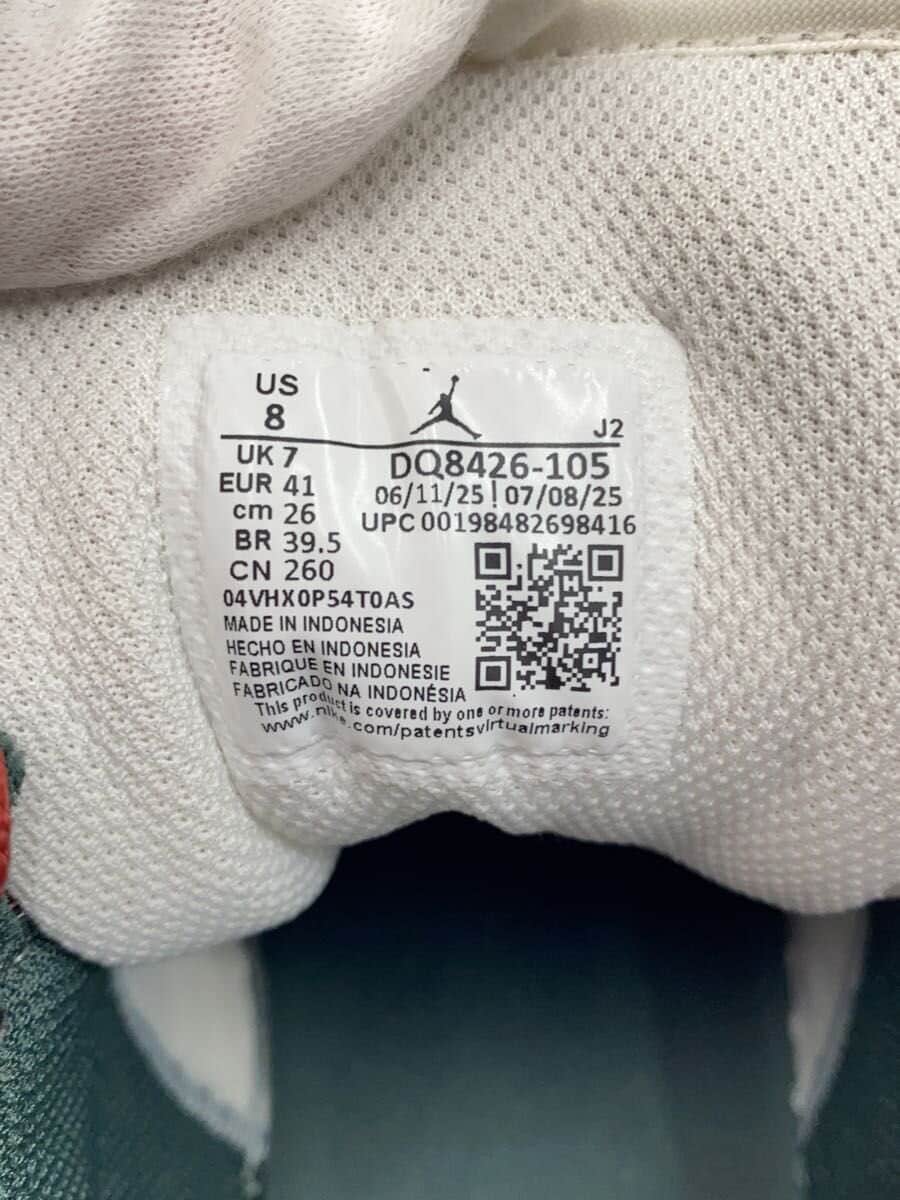 US
8
J2
UK 7
EUR 41
cm 26
BR 39.5
CN 260
DQ8426-105
06/11/25 | 07/08/25
UPC 00198482698416
04VHX0P54T0AS
MADE IN INDONESIA
HECHO EN INDONESIA
FABRIQUE EN INDONESIE
FABRICADO NA INDONÉSIA
This product is covered by one or more patents:
www.nike.com/patentsvirtualmarking